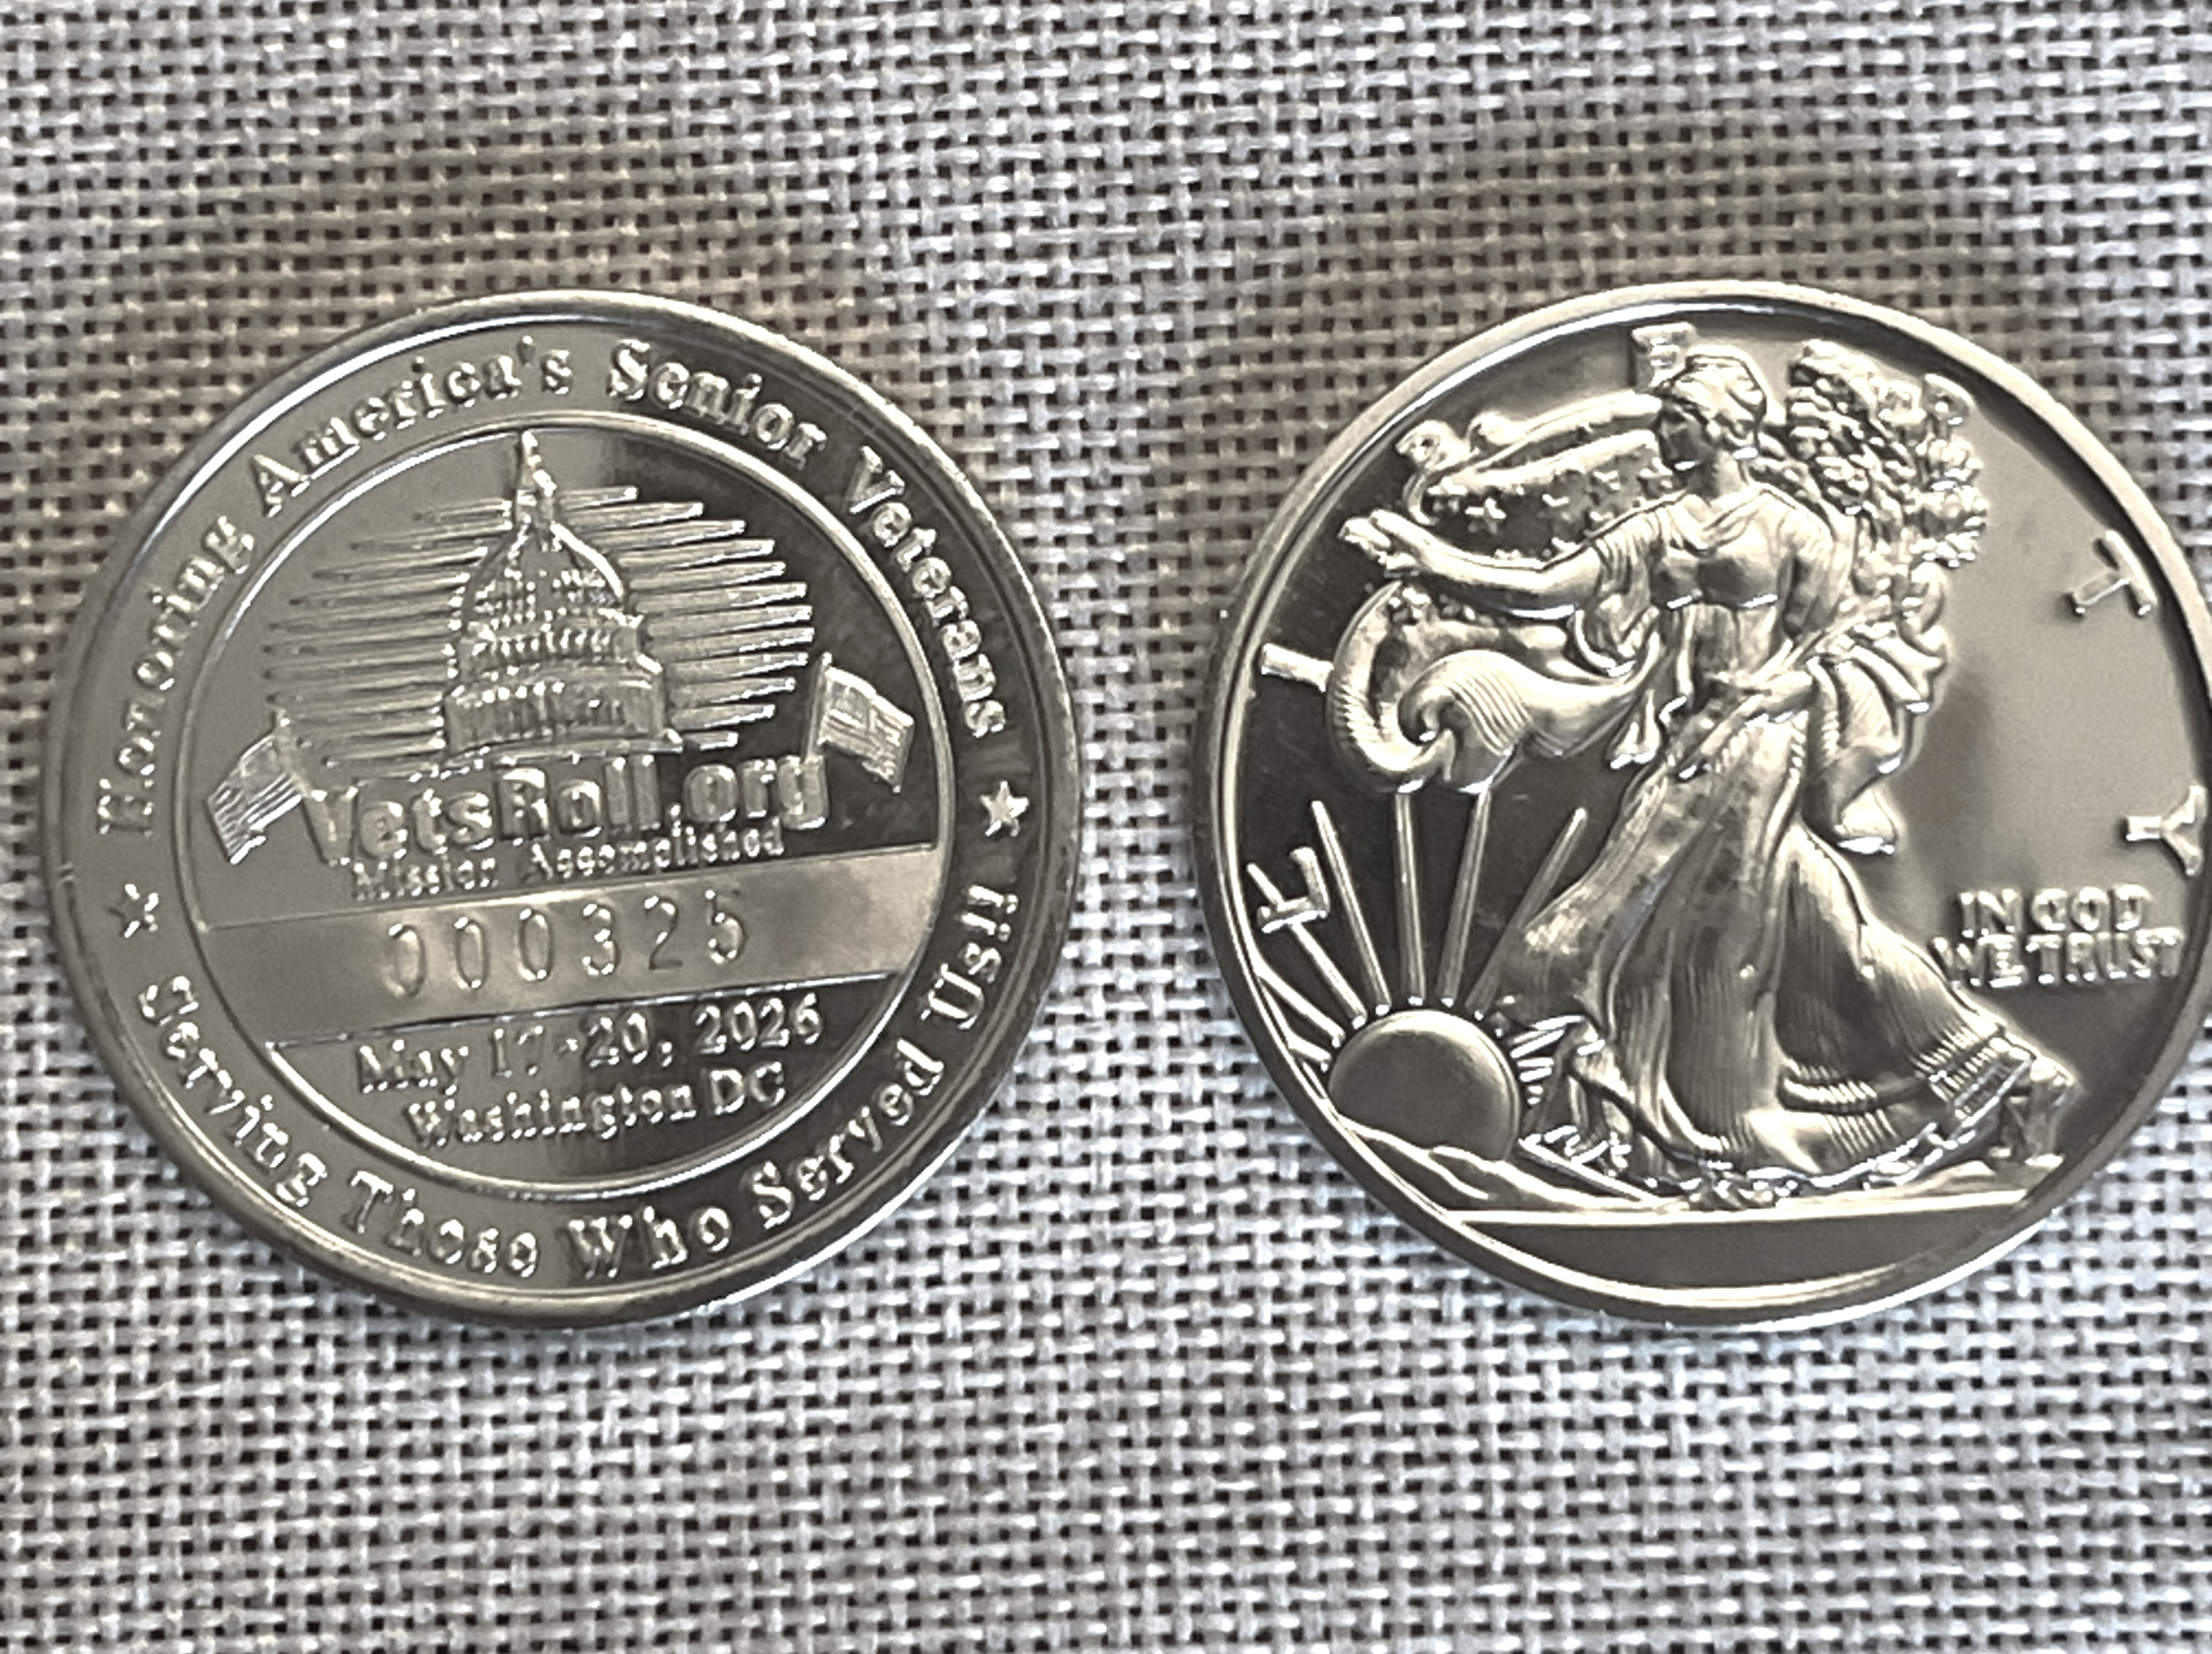 Honoring America's Senior Veterans
VetsRoll.org
Mission Accomplished
000325
May 17-20, 2026
Washington DC
Serving Those Who Served Us!!
L I B E R T Y
IN GOD
WE TRUST